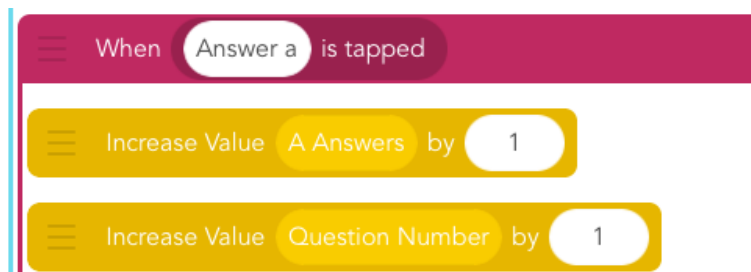 When Answer a is tapped
Increase Value A Answers by 1
Increase Value Question Number by 1